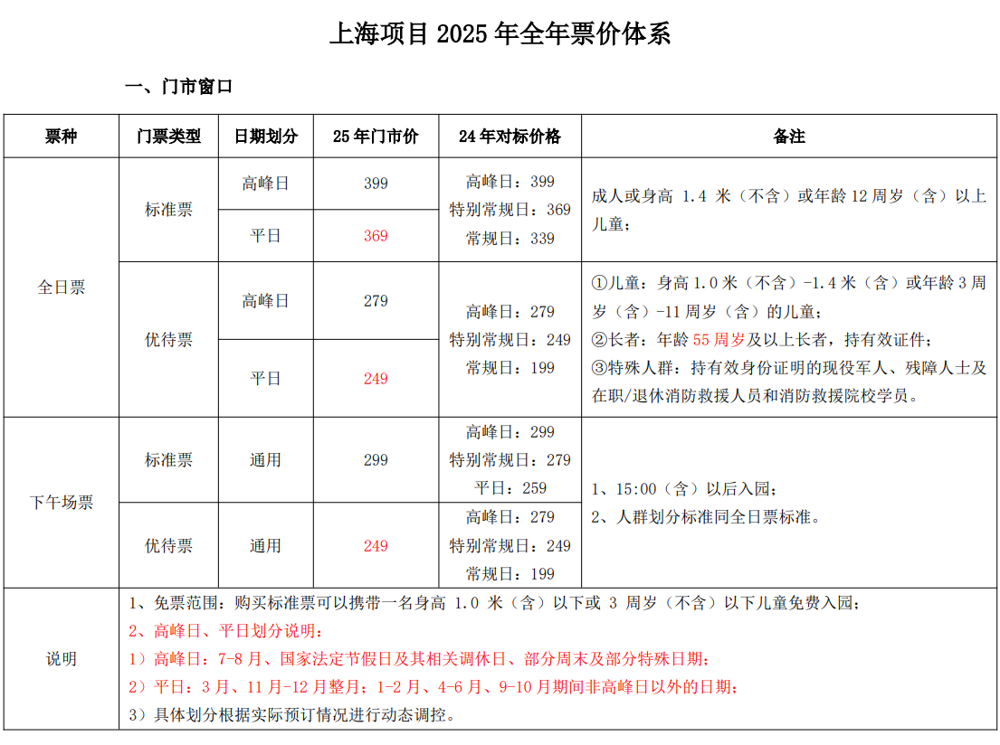 上海项目 2025 年全年票价体系
一、门市窗口
票种 门票类型 日期划分 25 年门市价 24 年对标价格 备注
全日票
标准票
高峰日 399
平日 369
高峰日：399
特别常规日：369
常规日：339
成人或身高 1.4 米（不含）或年龄 12 周岁（含）以上
儿童；
优待票
高峰日 279
平日 249
高峰日：279
特别常规日：249
常规日：199
①儿童：身高 1.0 米（不含）-1.4 米（含）或年龄 3 周
岁（含）-11 周岁（含）的儿童；
②长者：年龄 55 周岁及以上长者，持有效证件；
③特殊人群：持有效身份证明的现役军人、残障人士及
在职/退休消防救援人员和消防救援院校学员。
下午场票
标准票 通用 299
高峰日：299
特别常规日：279
平日：259
优待票 通用 249
高峰日：279
特别常规日：249
常规日：199
1、15:00（含）以后入园；
2、人群划分标准同全日票标准。
说明
1、免票范围：购买标准票可以携带一名身高 1.0 米（含）以下或 3 周岁（不含）以下儿童免费入园；
2、高峰日、平日划分说明：
1）高峰日：7-8 月、国家法定节假日及其相关调休日、部分周末及部分特殊日期；
2）平日：3 月、11 月-12 月整月；1-2 月、4-6 月、9-10 月期间非高峰日以外的日期；
3）具体划分根据实际预订情况进行动态调控。